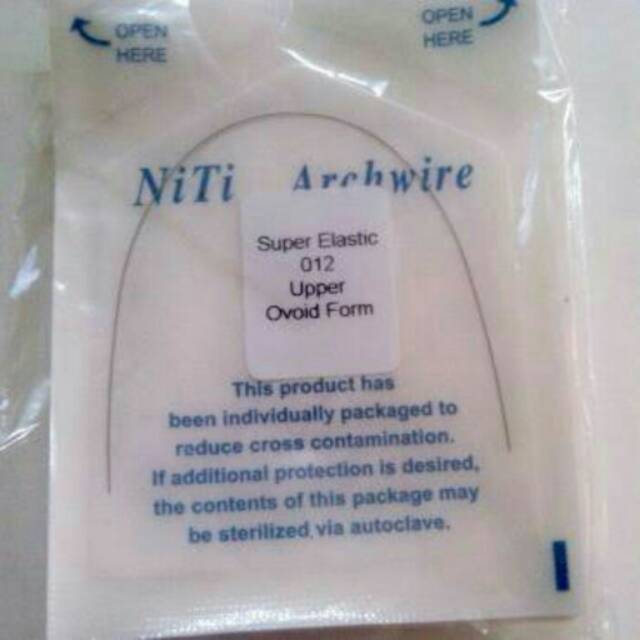 OPEN
HERE
OPEN
HERE
NiTi Archwire
Super Elastic
012
Upper
Ovoid Form
This product has
been individually packaged to
reduce cross contamination.
If additional protection is desired,
the contents of this package may
be sterilized via autoclave.